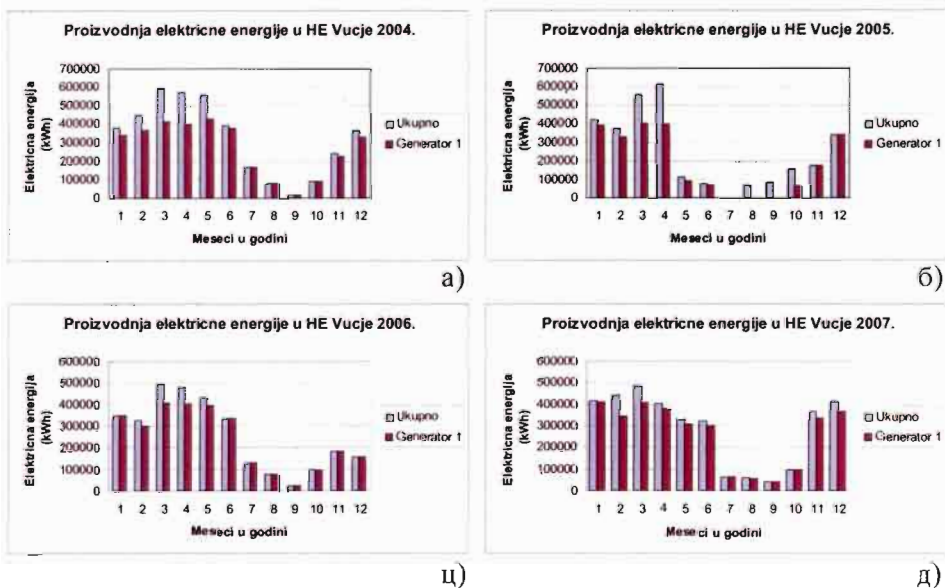 Proizvodnja elektricne energije u HE Vucje 2004.
Elektricna energija
(kWh)
700000
600000
500000
400000
300000
200000
100000
0
1 2 3 4 5 6 7 8 9 10 11 12
Meseci u godini
Ukupno
Generator 1
а)
Proizvodnja elektricne energije u HE Vucje 2005.
Elektricna energija
(kWh)
700000
600000
500000
400000
300000
200000
100000
0
1 2 3 4 5 6 7 8 9 10 11 12
Meseci u godini
Ukupno
Generator 1
б)
Proizvodnja elektricne energije u HE Vucje 2006.
Elektricna energija
(kWh)
600000
500000
400000
300000
200000
100000
0
1 2 3 4 5 6 7 8 9 10 11 12
Meseci u godini
Ukupno
Generator 1
ц)
Proizvodnja elektricne energije u HE Vucje 2007.
Elektricna energija
(kWh)
600000
500000
400000
300000
200000
100000
0
1 2 3 4 5 6 7 8 9 10 11 12
Meseci u godini
Ukupno
Generator 1
д)